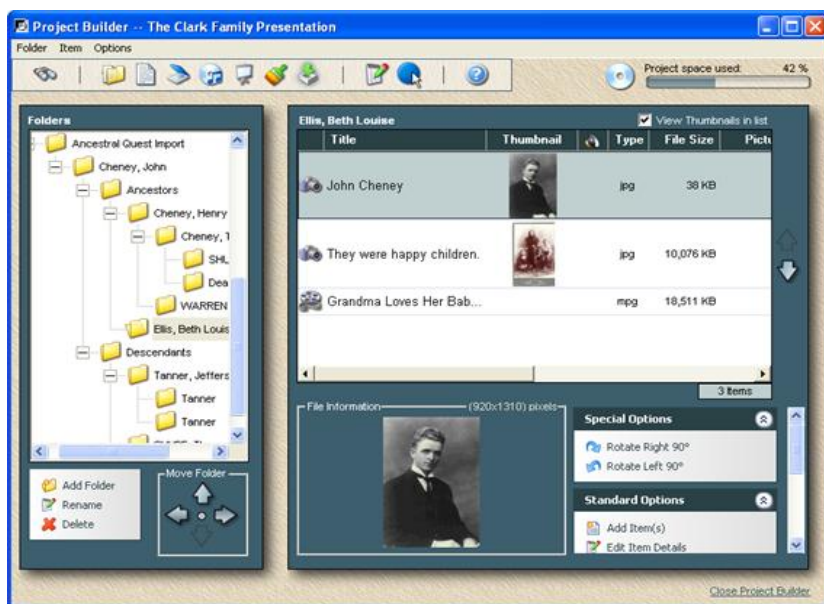 Project Builder -- The Clark Family Presentation
Folder Item Options
Project space used: 42 %
Folders
Ancestral Quest Import
Cheney, John
Ancestors
Cheney, Henry
Cheney, T
SHL
Dea
WARREN
Ellis, Beth Louis
Descendants
Tanner, Jeffers
Tanner
Tanner
Add Folder
Rename
Delete
Move Folder
Ellis, Beth Louise
View Thumbnails in list
Title Thumbnail Type File Size Pictu
John Cheney jpg 38 KB
They were happy children. jpg 10,076 KB
Grandma Loves Her Bab... mpg 18,511 KB
3 Items
File Information (920x1310) pixels
Special Options
Rotate Right 90°
Rotate Left 90°
Standard Options
Add Item(s)
Edit Item Details
Close Project Builder